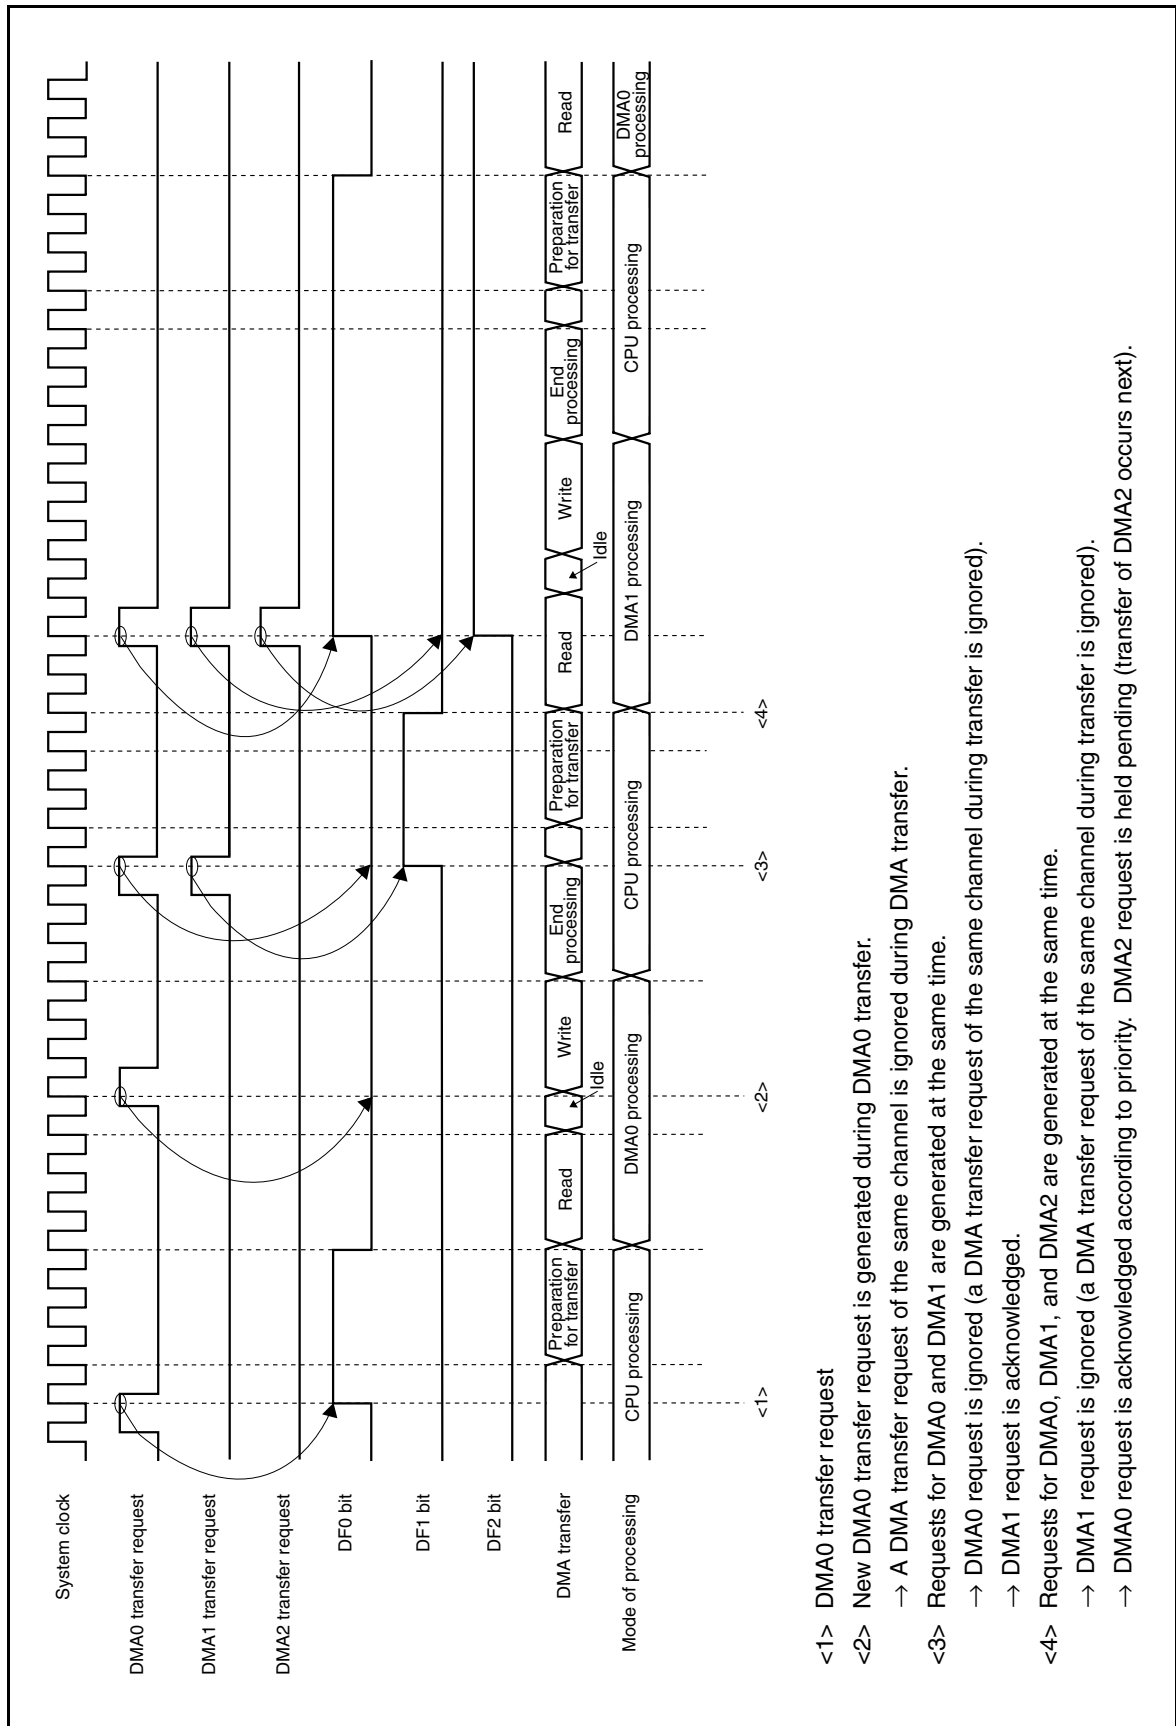 System clock
DMA0 transfer request
DMA1 transfer request
DMA2 transfer request
DF0 bit
DF1 bit
DF2 bit
DMA transfer
Preparation
for transfer
Read
Idle
Write
End
processing
Preparation
for transfer
Read
Idle
Write
End
processing
Preparation
for transfer
Read
Mode of processing
CPU processing
DMA0 processing
CPU processing
DMA1 processing
CPU processing
DMA0
processing
<1>
<2>
<3>
<4>
<1> DMA0 transfer request
<2> New DMA0 transfer request is generated during DMA0 transfer.
→ A DMA transfer request of the same channel is ignored during DMA transfer.
<3> Requests for DMA0 and DMA1 are generated at the same time.
→ DMA0 request is ignored (a DMA transfer request of the same channel during transfer is ignored).
→ DMA1 request is acknowledged.
<4> Requests for DMA0, DMA1, and DMA2 are generated at the same time.
→ DMA1 request is ignored (a DMA transfer request of the same channel during transfer is ignored).
→ DMA0 request is acknowledged according to priority. DMA2 request is held pending (transfer of DMA2 occurs next).